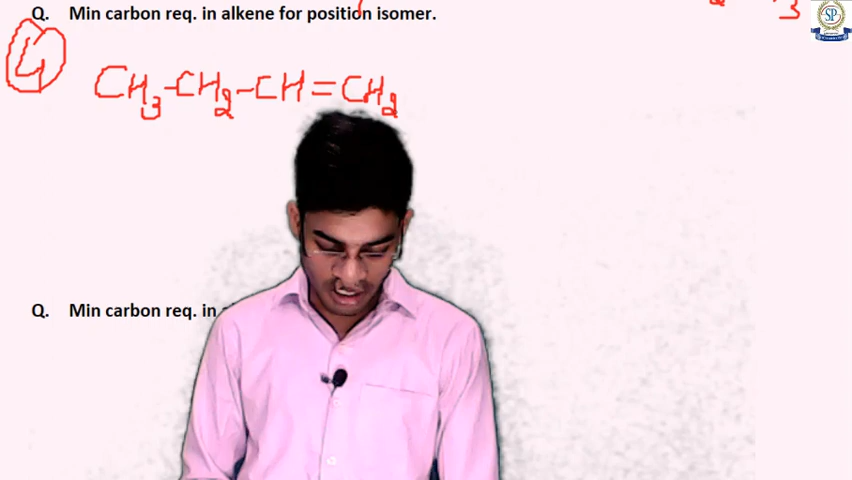 Q. Min carbon req. in alkene for position isomer.
4
CH3-CH2-CH=CH2
Q. Min carbon req. in